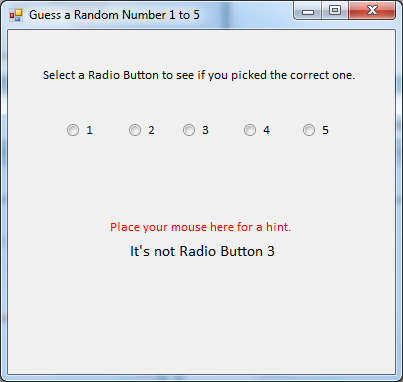 Guess a Random Number 1 to 5
Select a Radio Button to see if you picked the correct one.
1 2 3 4 5
Place your mouse here for a hint.
It's not Radio Button 3